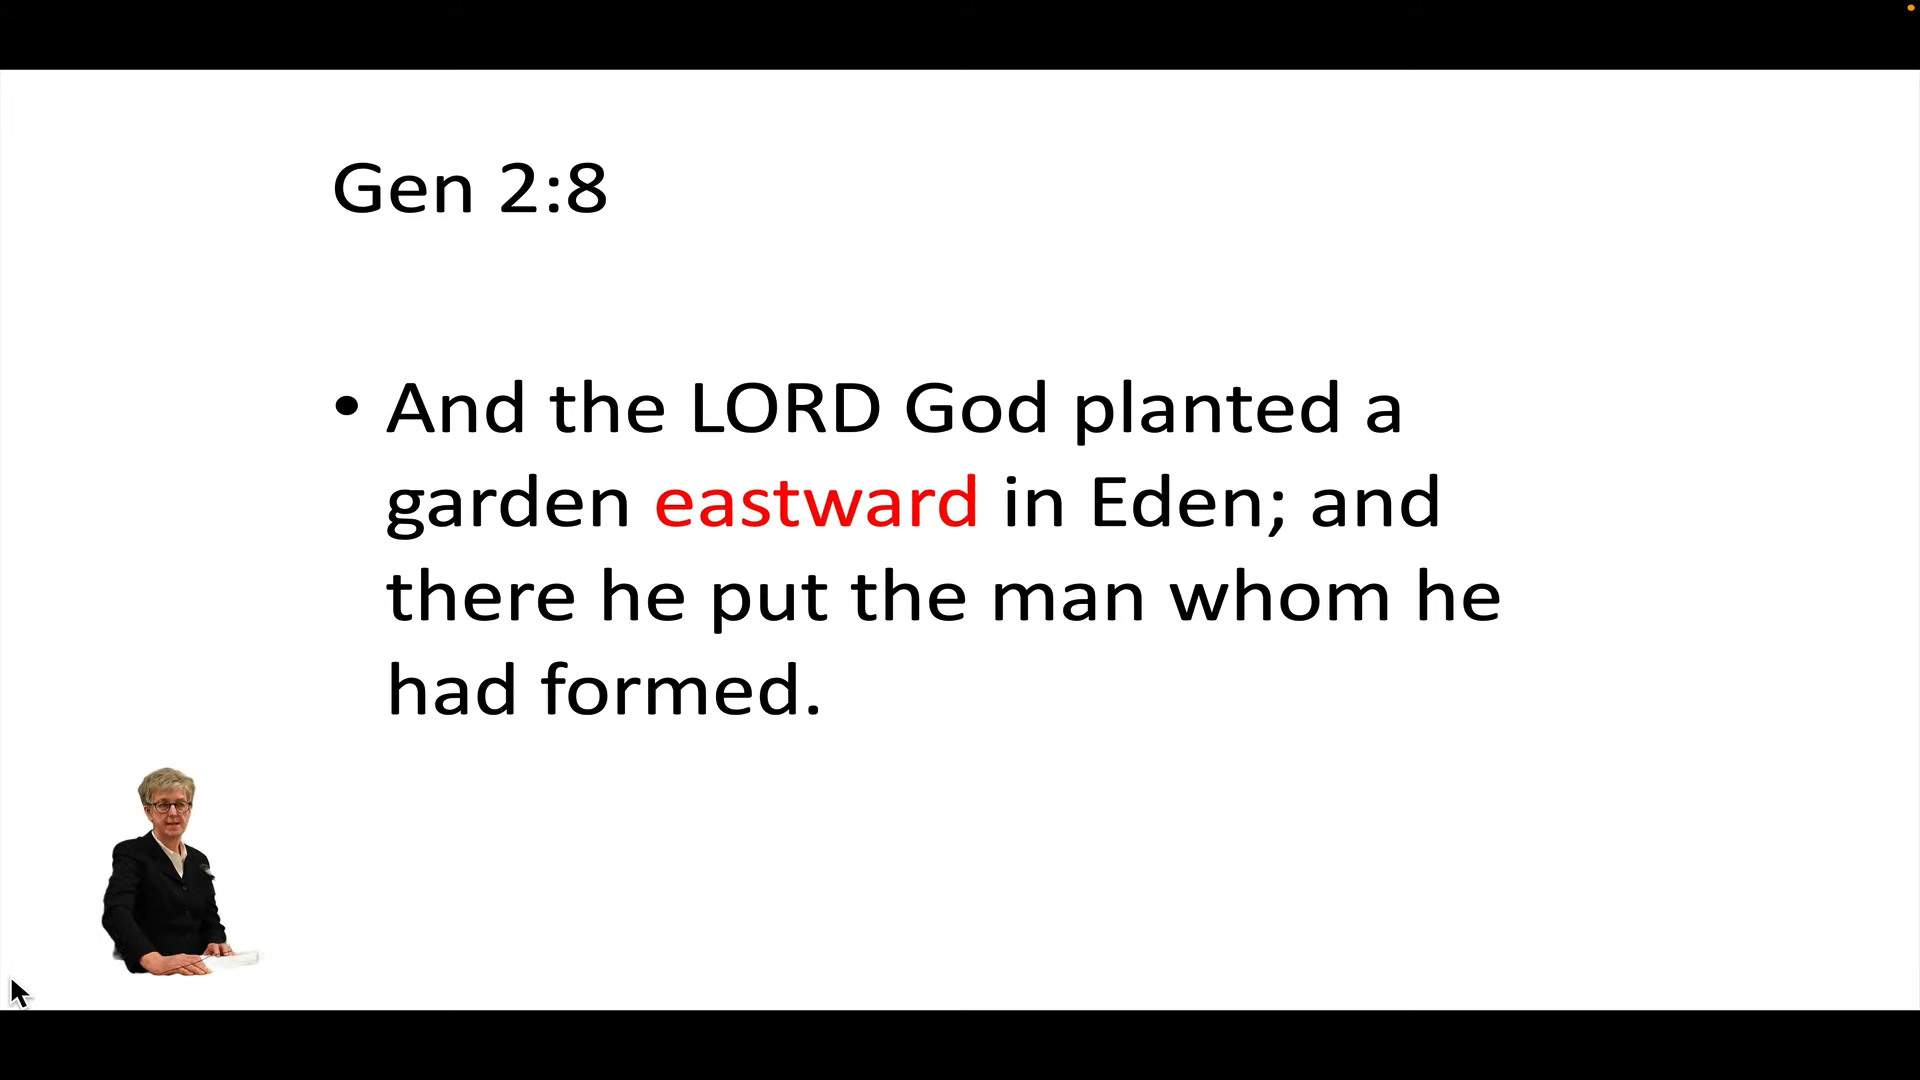 Gen 2:8
• And the LORD God planted a
garden eastward in Eden; and
there he put the man whom he
had formed.